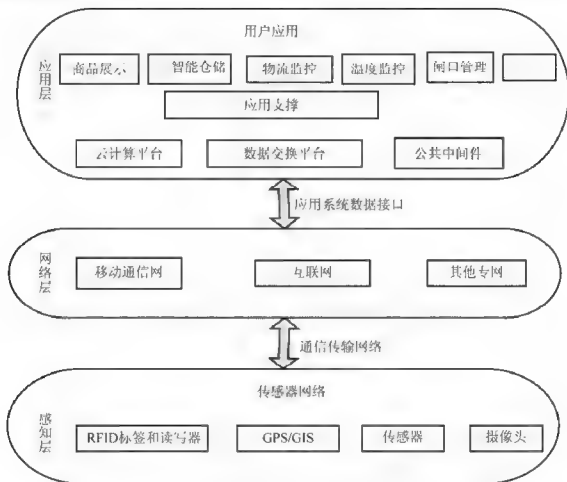 用户应用
应用层
商品展示 智能仓储 物流监控 温度监控 闸口管理
应用支撑
云计算平台 数据交换平台 公共中间件
应用系统数据接口
网络层
移动通信网 互联网 其他专网
通信传输网络
传感器网络
感知层
RFID标签和读写器 GPS/GIS 传感器 摄像头